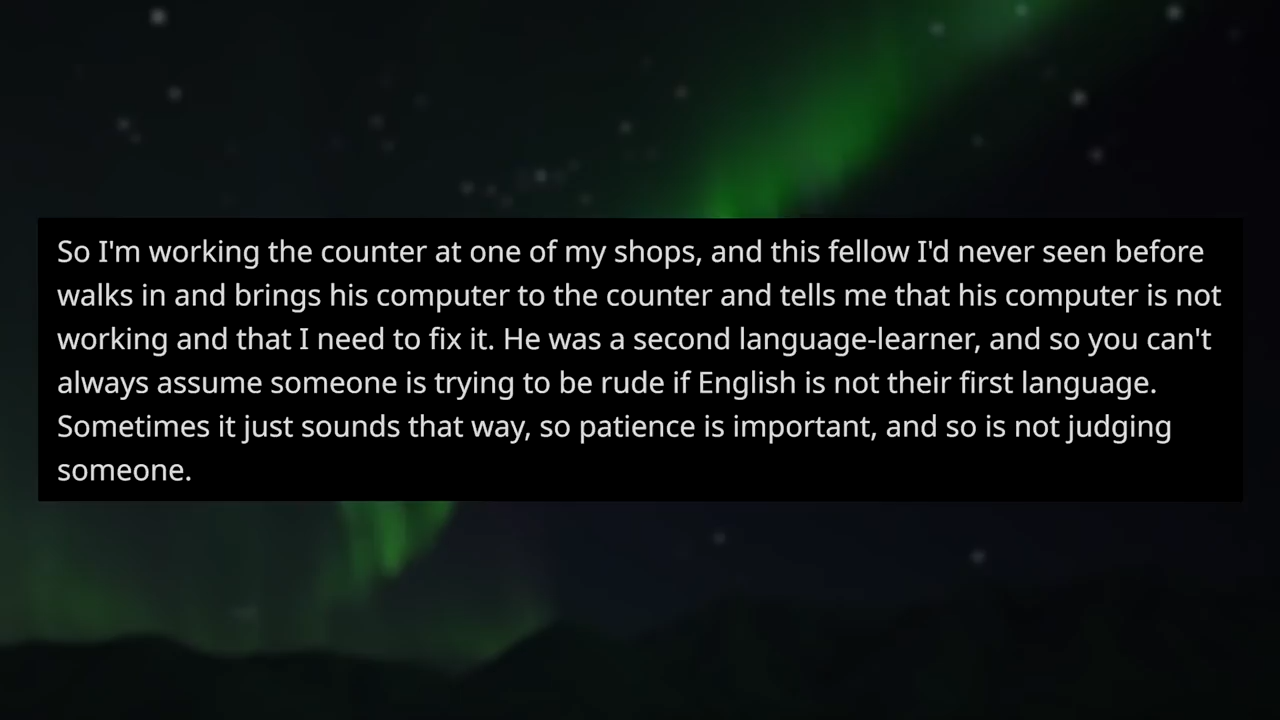 So I'm working the counter at one of my shops, and this fellow I'd never seen before
walks in and brings his computer to the counter and tells me that his computer is not
working and that I need to fix it. He was a second language-learner, and so you can't
always assume someone is trying to be rude if English is not their first language.
Sometimes it just sounds that way, so patience is important, and so is not judging
someone.